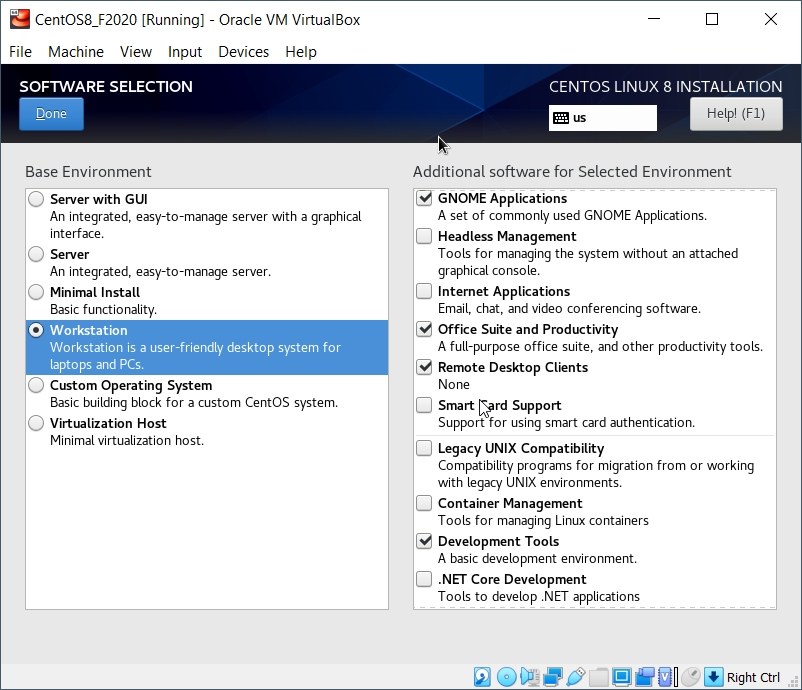 CentOS8_F2020 [Running] - Oracle VM VirtualBox
File Machine View Input Devices Help
SOFTWARE SELECTION
CENTOS LINUX 8 INSTALLATION
Done
us
Help! (F1)
Base Environment
Server with GUI
An integrated, easy-to-manage server with a graphical
interface.
Server
An integrated, easy-to-manage server.
Minimal Install
Basic functionality.
Workstation
Workstation is a user-friendly desktop system for
laptops and PCs.
Custom Operating System
Basic building block for a custom CentOS system.
Virtualization Host
Minimal virtualization host.
Additional software for Selected Environment
GNOME Applications
A set of commonly used GNOME Applications.
Headless Management
Tools for managing the system without an attached
graphical console.
Internet Applications
Email, chat, and video conferencing software.
Office Suite and Productivity
A full-purpose office suite, and other productivity tools.
Remote Desktop Clients
None
Smart Card Support
Support for using smart card authentication.
Legacy UNIX Compatibility
Compatibility programs for migration from or working
with legacy UNIX environments.
Container Management
Tools for managing Linux containers
Development Tools
A basic development environment.
.NET Core Development
Tools to develop .NET applications
Right Ctrl